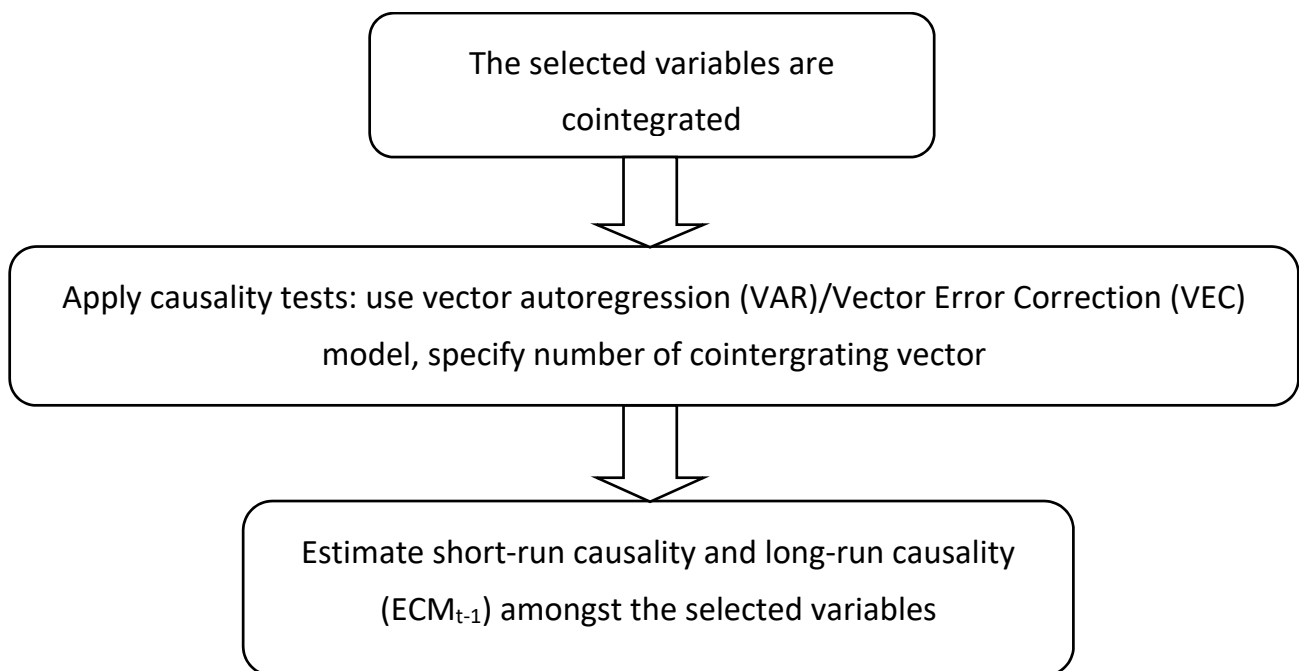 The selected variables are
cointegrated
Apply causality tests: use vector autoregression (VAR)/Vector Error Correction (VEC)
model, specify number of cointergrating vector
Estimate short-run causality and long-run causality
(ECMt-1) amongst the selected variables